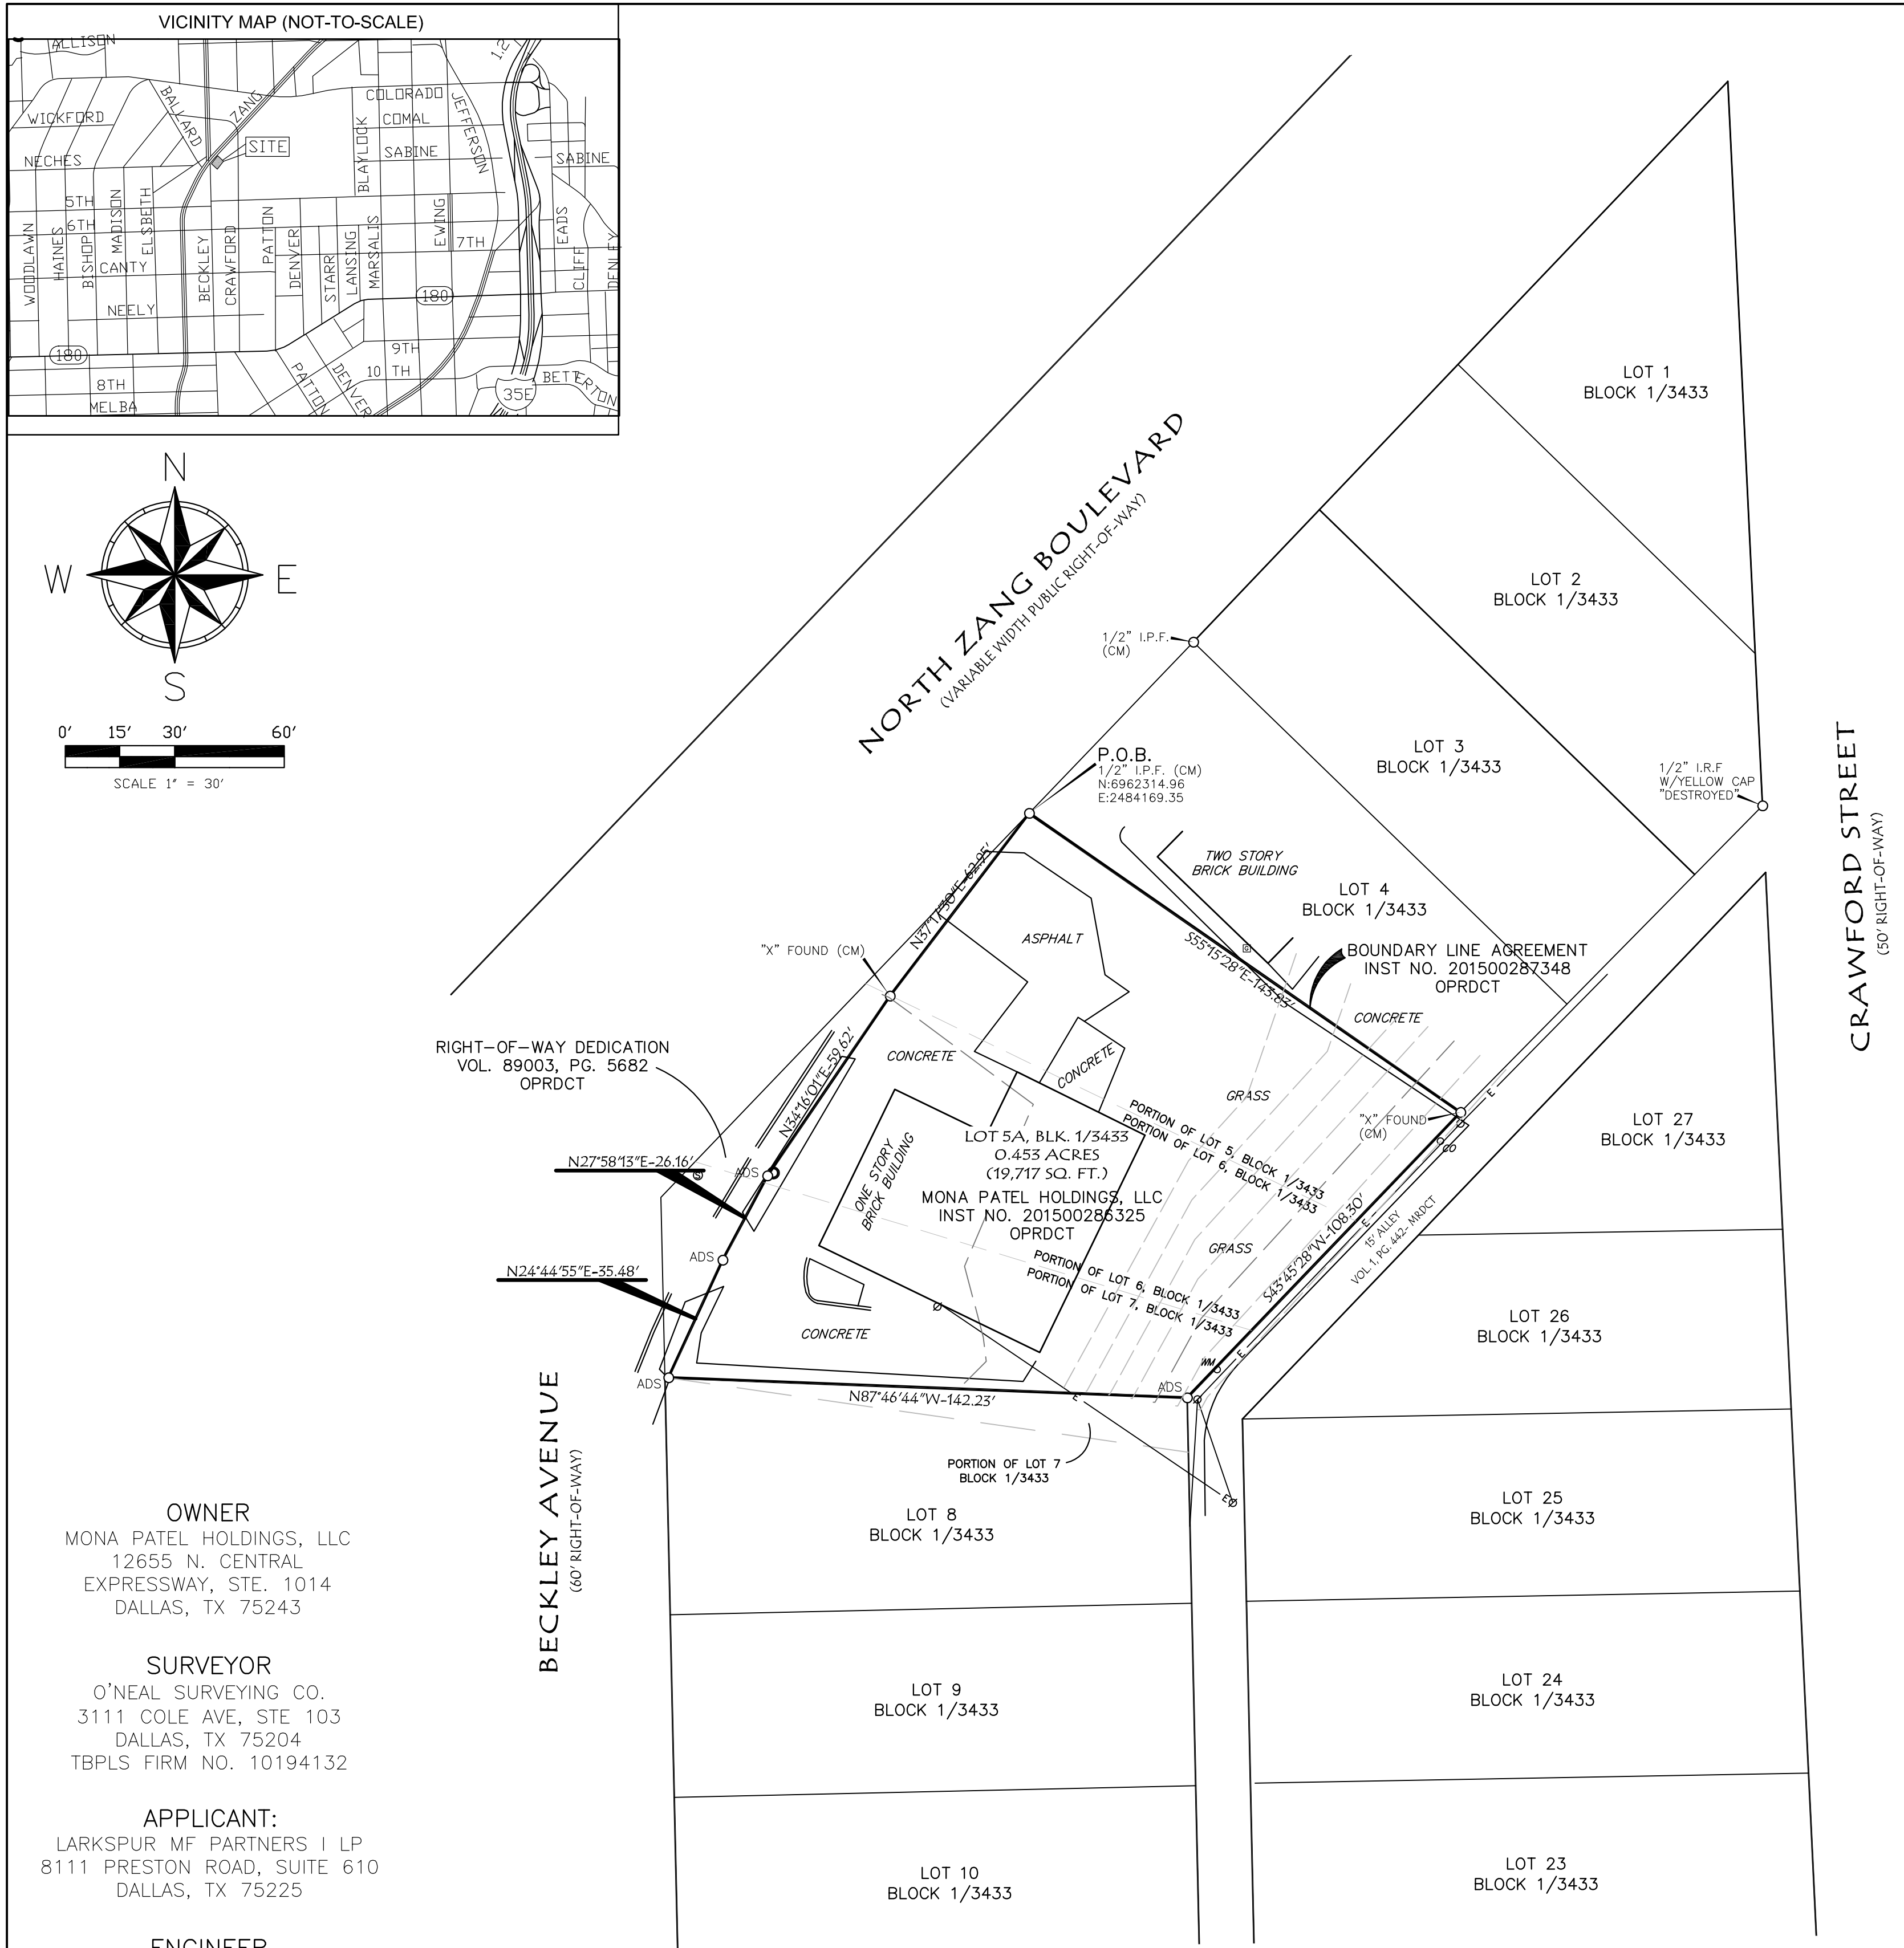 VICINITY MAP (NOT-TO-SCALE)
ALLISON
WICKFORD
NECHES
BALLARD
ZANG
SITE
COLORADO
COMAL
SABINE
BLAYLOCK
JEFFERSON
SABINE
5TH
6TH
WOODLAWN
HAINES
BISHOP
MADISON
ELSBETH
CANTY
NEELY
BECKLEY
CRAWFORD
PATTON
DENVER
STARR
LANSING
MARSALIS
EWING
7TH
EADS
CLIFF
DENLEY
180
180
8TH
MELBA
PATTON
DENVER
9TH
10 TH
35E
BETTERTON
N
W
E
S
0' 15' 30' 60'
SCALE 1" = 30'
NORTH ZANG BOULEVARD
(VARIABLE WIDTH PUBLIC RIGHT-OF-WAY)
LOT 1
BLOCK 1/3433
LOT 2
BLOCK 1/3433
1/2" I.P.F.
(CM)
LOT 3
BLOCK 1/3433
1/2" I.R.F
W/YELLOW CAP
"DESTROYED"
CRAWFORD STREET
(50' RIGHT-OF-WAY)
P.O.B.
1/2" I.P.F. (CM)
N:6962314.96
E:2484169.35
TWO STORY
BRICK BUILDING
LOT 4
BLOCK 1/3433
N37°17'30"E-62.95'
S55°15'28"E-143.83'
G
BOUNDARY LINE AGREEMENT
INST NO. 201500287348
OPRDCT
ASPHALT
"X" FOUND (CM)
CONCRETE
RIGHT-OF-WAY DEDICATION
VOL. 89003, PG. 5682
OPRDCT
N34°16'01"E-59.62'
CONCRETE
CONCRETE
GRASS
"X" FOUND
(CM)
E
CO
LOT 27
BLOCK 1/3433
PORTION OF LOT 5, BLOCK 1/3433
PORTION OF LOT 6, BLOCK 1/3433
LOT 5A, BLK. 1/3433
0.453 ACRES
(19,717 SQ. FT.)
MONA PATEL HOLDINGS, LLC
INST NO. 201500286325
OPRDCT
ONE STORY
BRICK BUILDING
N27°58'13"E-26.16'
ADS
ADS
N24°44'55"E-35.48'
GRASS
S43°45'28"W-108.30'
E
15' ALLEY
VOL 1, PG. 442- MRDCT
PORTION OF LOT 6, BLOCK 1/3433
PORTION OF LOT 7, BLOCK 1/3433
LOT 26
BLOCK 1/3433
CONCRETE
WM
E
ADS
ADS
N87°46'44"W-142.23'
E
BECKLEY AVENUE
(60' RIGHT-OF-WAY)
PORTION OF LOT 7
BLOCK 1/3433
E
LOT 8
BLOCK 1/3433
LOT 25
BLOCK 1/3433
LOT 9
BLOCK 1/3433
LOT 24
BLOCK 1/3433
LOT 10
BLOCK 1/3433
LOT 23
BLOCK 1/3433
OWNER
MONA PATEL HOLDINGS, LLC
12655 N. CENTRAL
EXPRESSWAY, STE. 1014
DALLAS, TX 75243
SURVEYOR
O'NEAL SURVEYING CO.
3111 COLE AVE, STE 103
DALLAS, TX 75204
TBPLS FIRM NO. 10194132
APPLICANT:
LARKSPUR MF PARTNERS I LP
8111 PRESTON ROAD, SUITE 610
DALLAS, TX 75225
ENGINEER